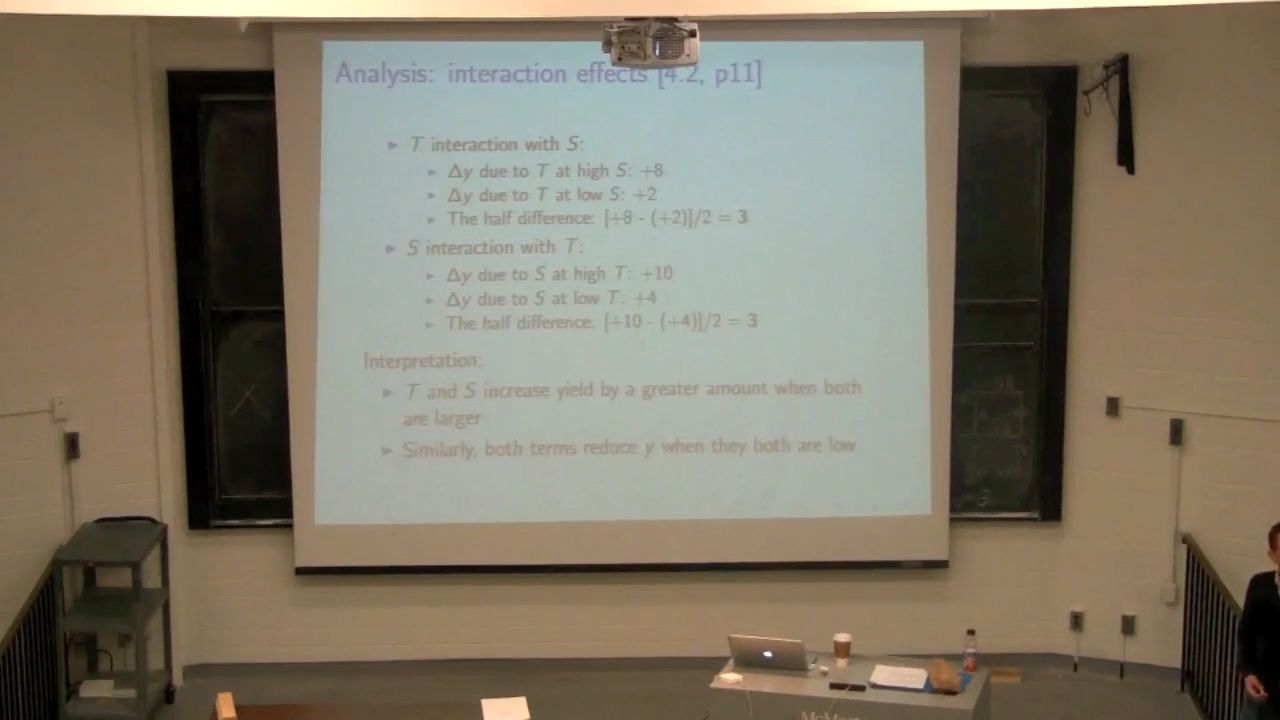 Analysis: interaction effects [4.2, p11]
T interaction with S:
Δy due to T at high S: +8
Δy due to T at low S: +2
The half difference: [+8 - (+2)]/2 = 3
S interaction with T:
Δy due to S at high T: +10
Δy due to S at low T: +4
The half difference: [+10 - (+4)]/2 = 3
Interpretation:
T and S increase yield by a greater amount when both
are larger
Similarly, both terms reduce y when they both are low